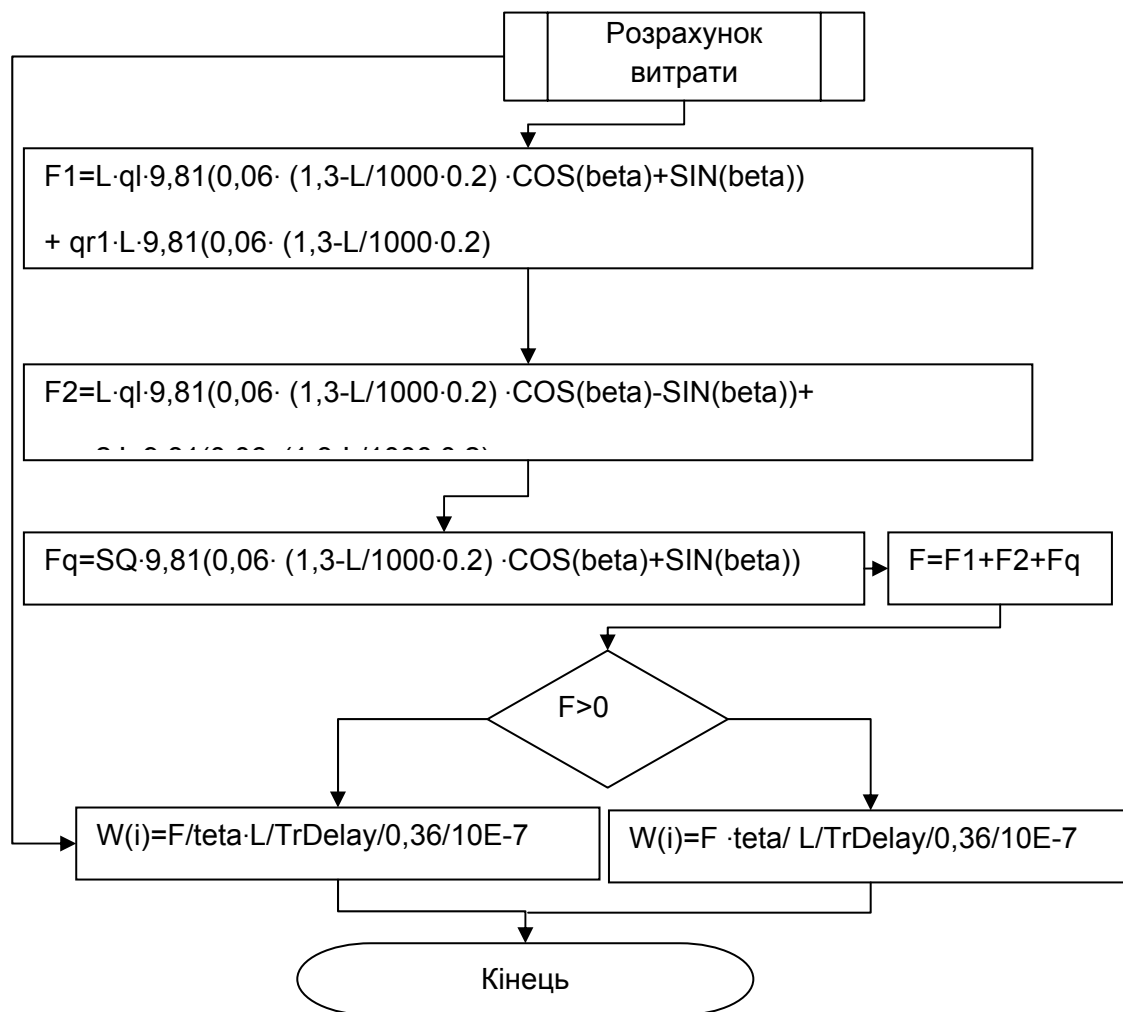 Розрахунок
витрати
F1=L·ql·9,81(0,06· (1,3-L/1000·0.2) ·COS(beta)+SIN(beta))
+ qr1·L·9,81(0,06· (1,3-L/1000·0.2)
F2=L·ql·9,81(0,06· (1,3-L/1000·0.2) ·COS(beta)-SIN(beta))+
Fq=SQ·9,81(0,06· (1,3-L/1000·0.2) ·COS(beta)+SIN(beta))
F=F1+F2+Fq
F>0
W(i)=F/teta·L/TrDelay/0,36/10E-7
W(i)=F ·teta/ L/TrDelay/0,36/10E-7
Кінець